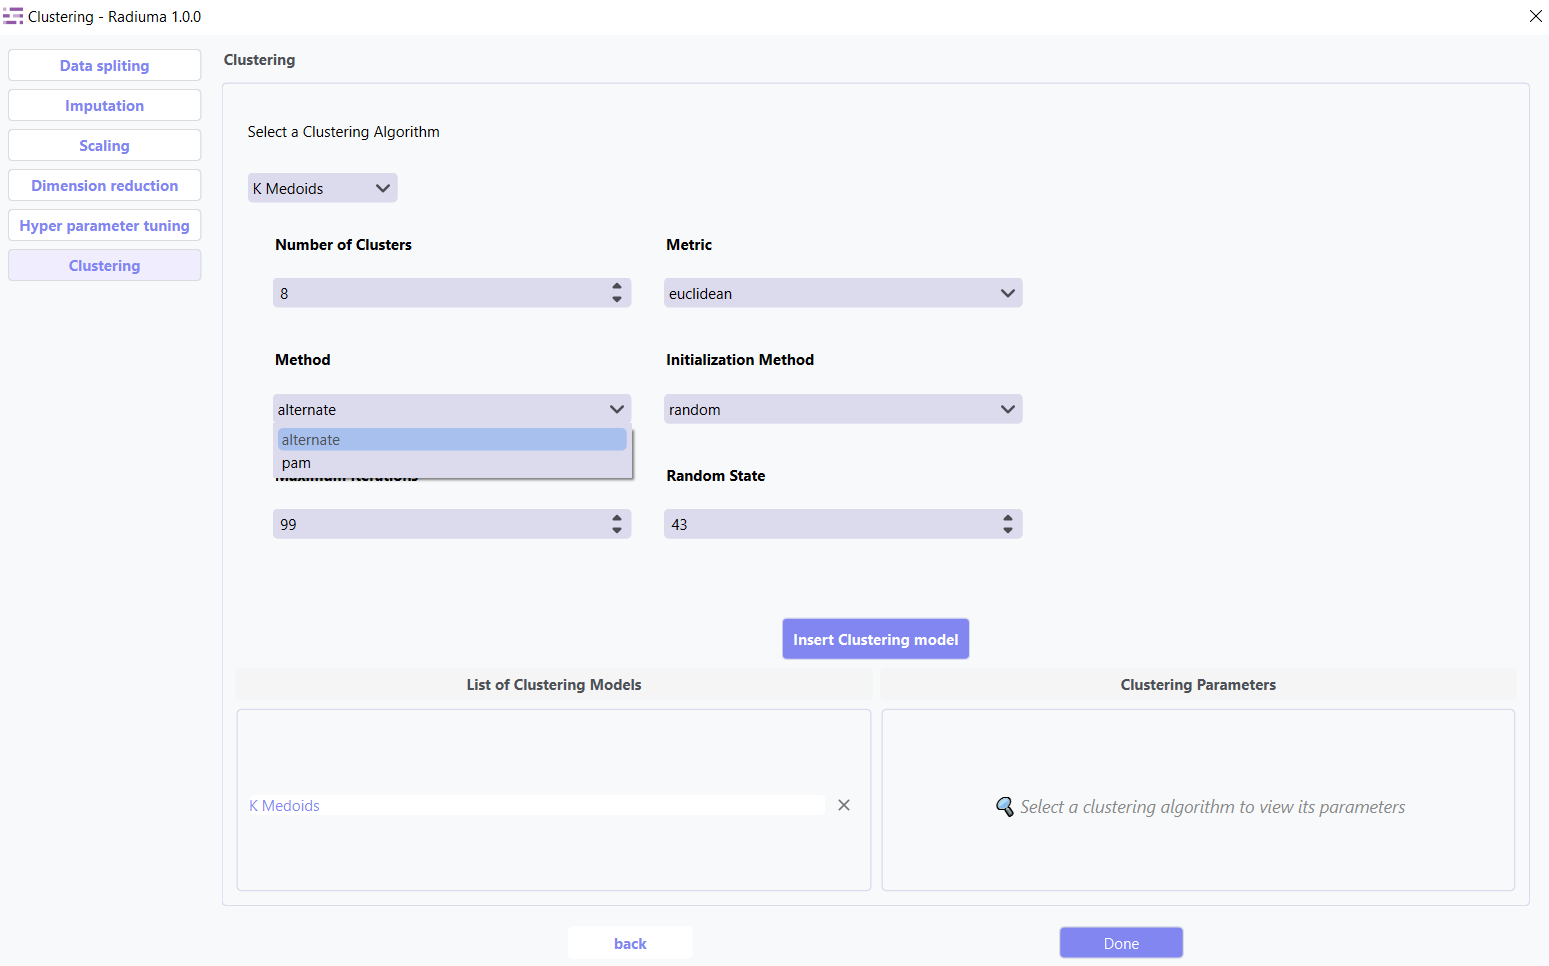 Clustering - Radiuma 1.0.0
Data spliting
Imputation
Scaling
Dimension reduction
Hyper parameter tuning
Clustering
Clustering
Select a Clustering Algorithm
K Medoids
Number of Clusters
Metric
8
euclidean
Method
Initialization Method
alternate
random
alternate
pam
Maximum Iterations
Random State
99
43
Insert Clustering model
List of Clustering Models
Clustering Parameters
K Medoids
Select a clustering algorithm to view its parameters
back
Done